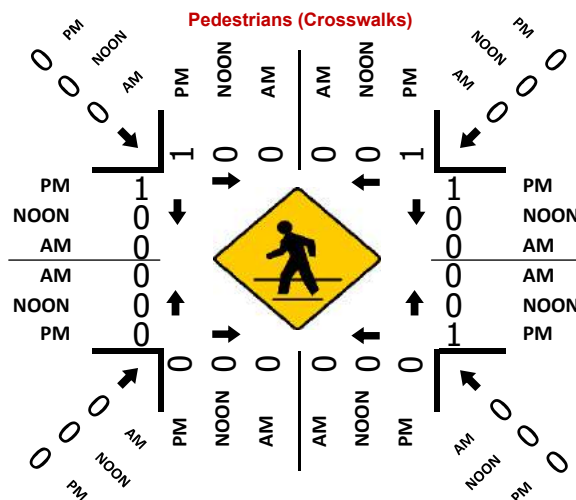 Pedestrians (Crosswalks)
0 PM
0 NOON
0 AM
PM 0
NOON 0
AM 0
PM NOON AM AM NOON PM
1 0 0 0 0 1
PM 1 1 PM
NOON 0 0 NOON
AM 0 0 AM
AM 0 0 AM
NOON 0 0 NOON
PM 0 1 PM
0 0 0 0 0 0
PM NOON AM AM NOON PM
0 AM
0 NOON
0 PM
AM 0
NOON 0
PM 0